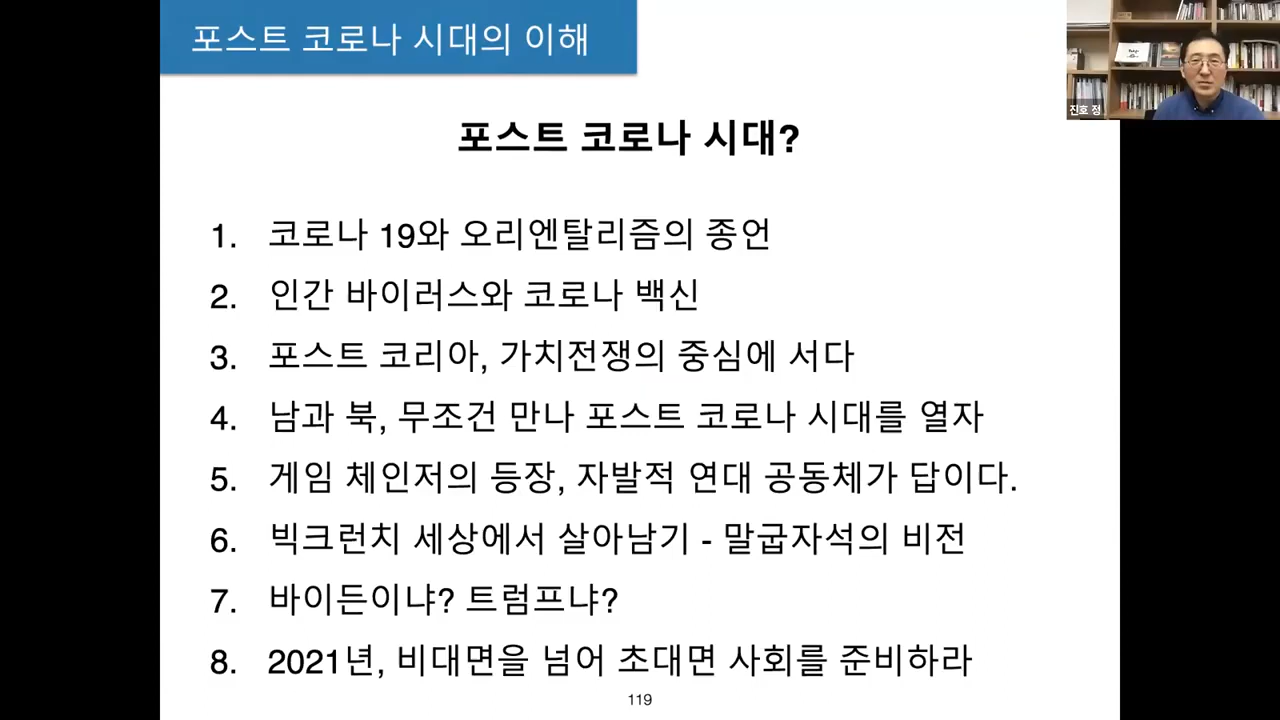 포스트 코로나 시대의 이해
진호 정
포스트 코로나 시대?
1. 코로나 19와 오리엔탈리즘의 종언
2. 인간 바이러스와 코로나 백신
3. 포스트 코리아, 가치전쟁의 중심에 서다
4. 남과 북, 무조건 만나 포스트 코로나 시대를 열자
5. 게임 체인저의 등장, 자발적 연대 공동체가 답이다.
6. 빅크런치 세상에서 살아남기 - 말굽자석의 비전
7. 바이든이냐? 트럼프냐?
8. 2021년, 비대면을 넘어 초대면 사회를 준비하라
119